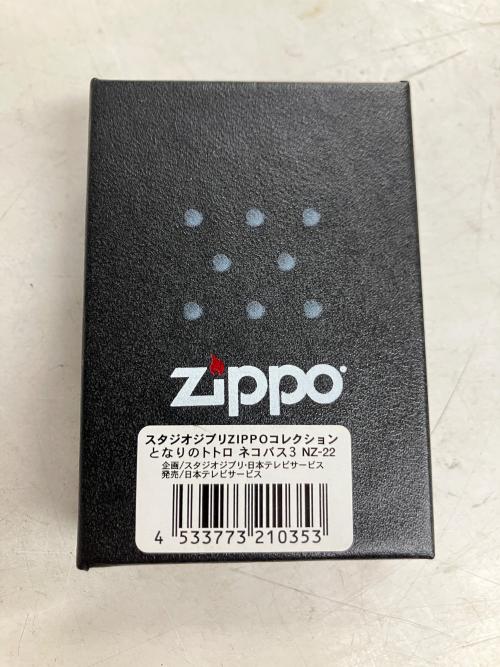 zippo
スタジオジブリZIPPOコレクション
となりのトトロ ネコバス3 NZ-22
企画/スタジオジブリ・日本テレビサービス
発売/日本テレビサービス
4 533773 210353